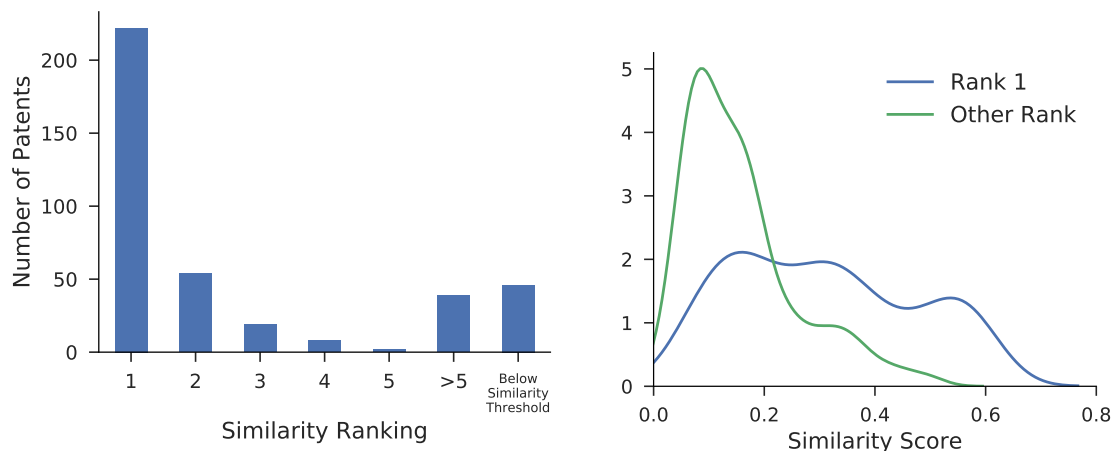 Number of Patents
200
150
100
50
0
1 2 3 4 5 >5 Below
Similarity
Threshold
Similarity Ranking
5
4
3
2
1
0
0.0 0.2 0.4 0.6 0.8
Similarity Score
Rank 1
Other Rank